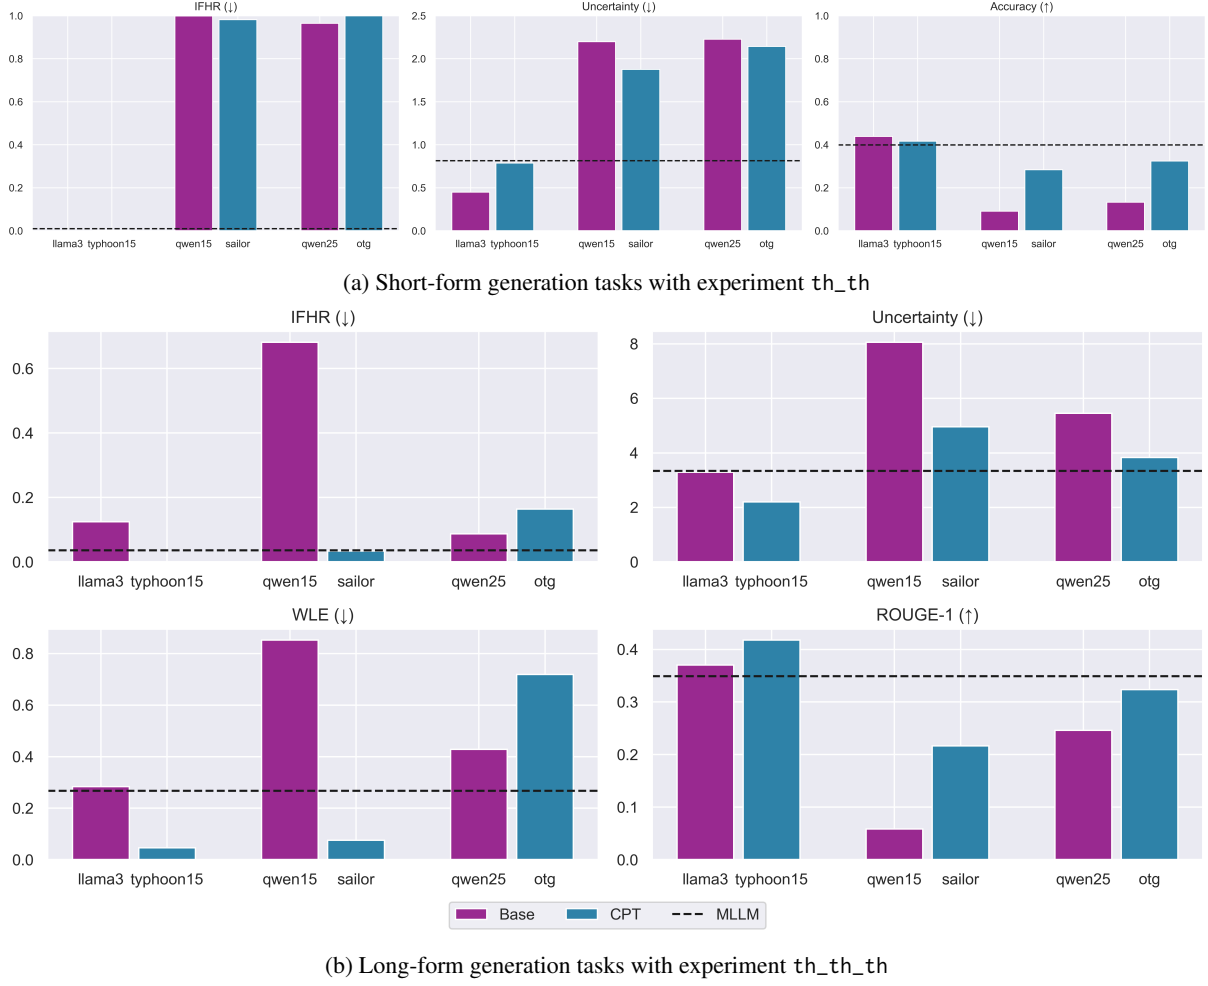 IFHR (↓)
Uncertainty (↓)
Accuracy (↑)
1.0
0.8
0.6
0.4
0.2
0.0
llama3 typhoon15 qwen15 sailor qwen25 otg
2.5
2.0
1.5
1.0
0.5
0.0
llama3 typhoon15 qwen15 sailor qwen25 otg
1.0
0.8
0.6
0.4
0.2
0.0
llama3 typhoon15 qwen15 sailor qwen25 otg
(a) Short-form generation tasks with experiment th_th
IFHR (↓)
0.6
0.4
0.2
0.0
llama3 typhoon15 qwen15 sailor qwen25 otg
Uncertainty (↓)
8
6
4
2
0
llama3 typhoon15 qwen15 sailor qwen25 otg
WLE (↓)
0.8
0.6
0.4
0.2
0.0
llama3 typhoon15 qwen15 sailor qwen25 otg
ROUGE-1 (↑)
0.4
0.3
0.2
0.1
0.0
llama3 typhoon15 qwen15 sailor qwen25 otg
Base CPT MLLM
(b) Long-form generation tasks with experiment th_th_th